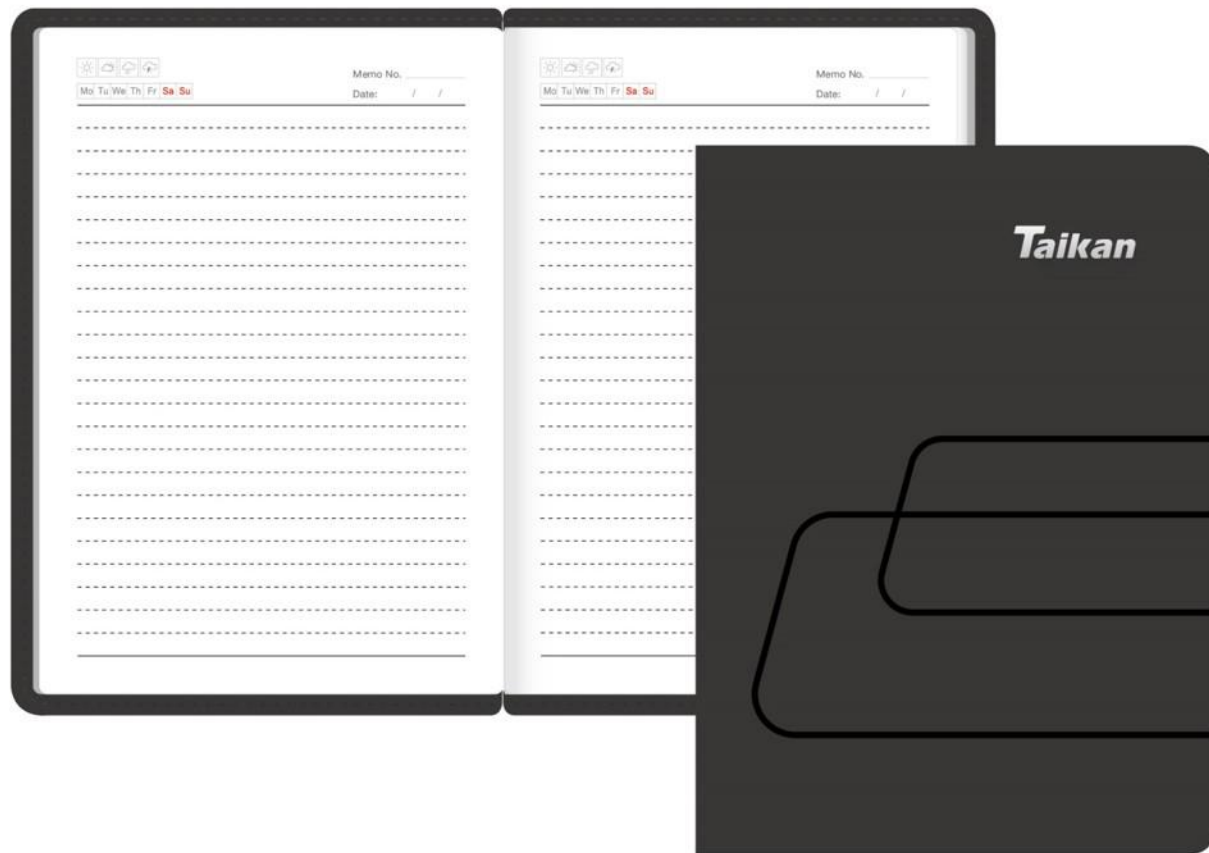 Memo No.
Mo Tu We Th Fr Sa Su
Date: / /
Memo No.
Mo Tu We Th Fr Sa Su
Date: / /
Taikan